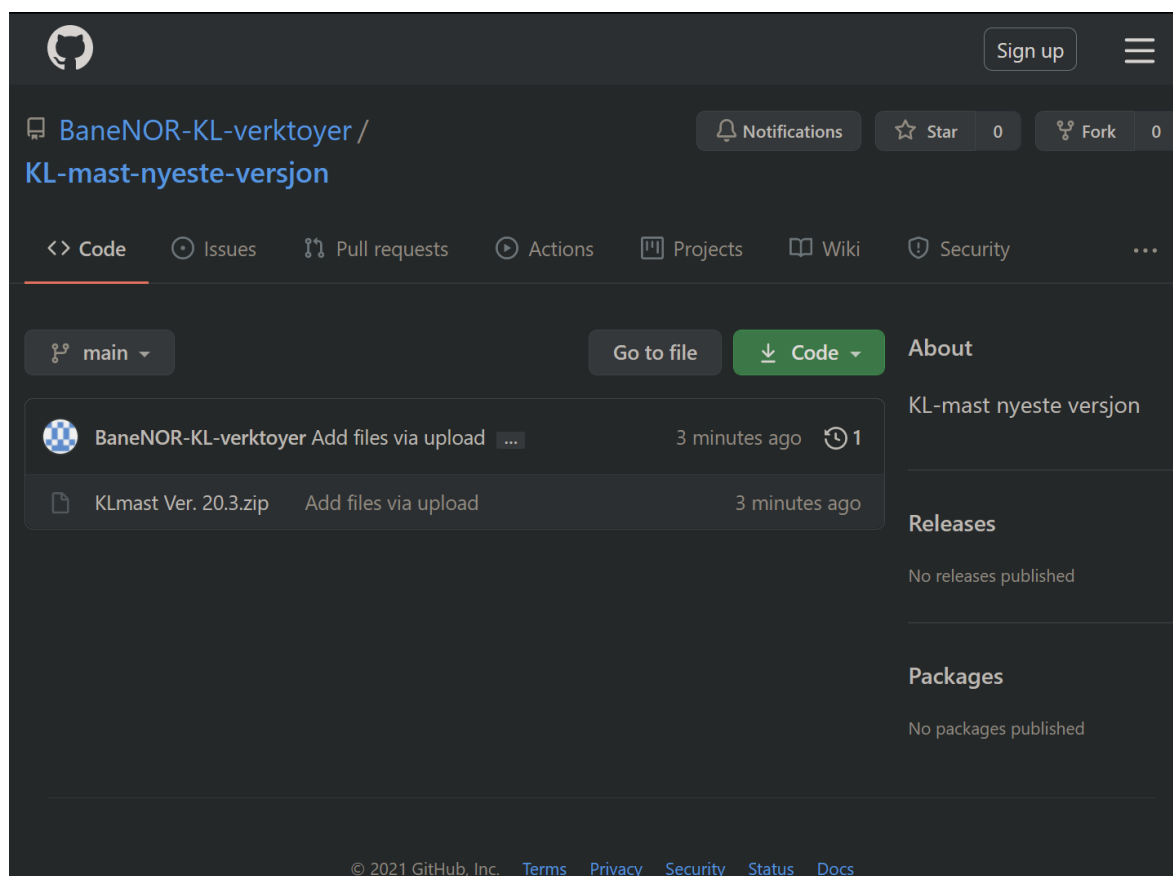 Sign up
BaneNOR-KL-verktoyer /
KL-mast-nyeste-versjon
Notifications Star 0 Fork 0
Code Issues Pull requests Actions Projects Wiki Security ...
main Go to file Code
About
KL-mast nyeste versjon
BaneNOR-KL-verktoyer Add files via upload ... 3 minutes ago 1
KLmast Ver. 20.3.zip Add files via upload 3 minutes ago
Releases
No releases published
Packages
No packages published
© 2021 GitHub, Inc. Terms Privacy Security Status Docs